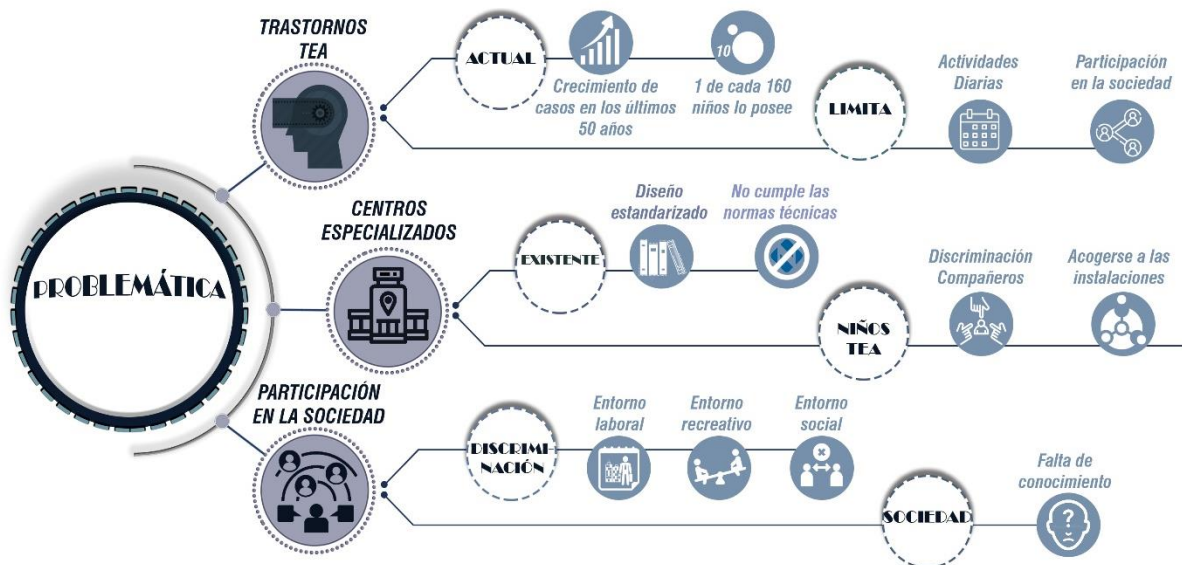 PROBLEMÁTICA
TRASTORNOS
TEA
ACTUAL
Crecimiento de
casos en los últimos
50 años
10
1 de cada 160
niños lo posee
LIMITA
Actividades
Diarias
Participación
en la sociedad
CENTROS
ESPECIALIZADOS
EXISTENTE
Diseño
estandarizado
No cumple las
normas técnicas
NIÑOS
TEA
Discriminación
Compañeros
Acogerse a las
instalaciones
PARTICIPACIÓN
EN LA SOCIEDAD
DISCRIMI-
NACIÓN
Entorno
laboral
Entorno
recreativo
Entorno
social
SOCIEDAD
Falta de
conocimiento